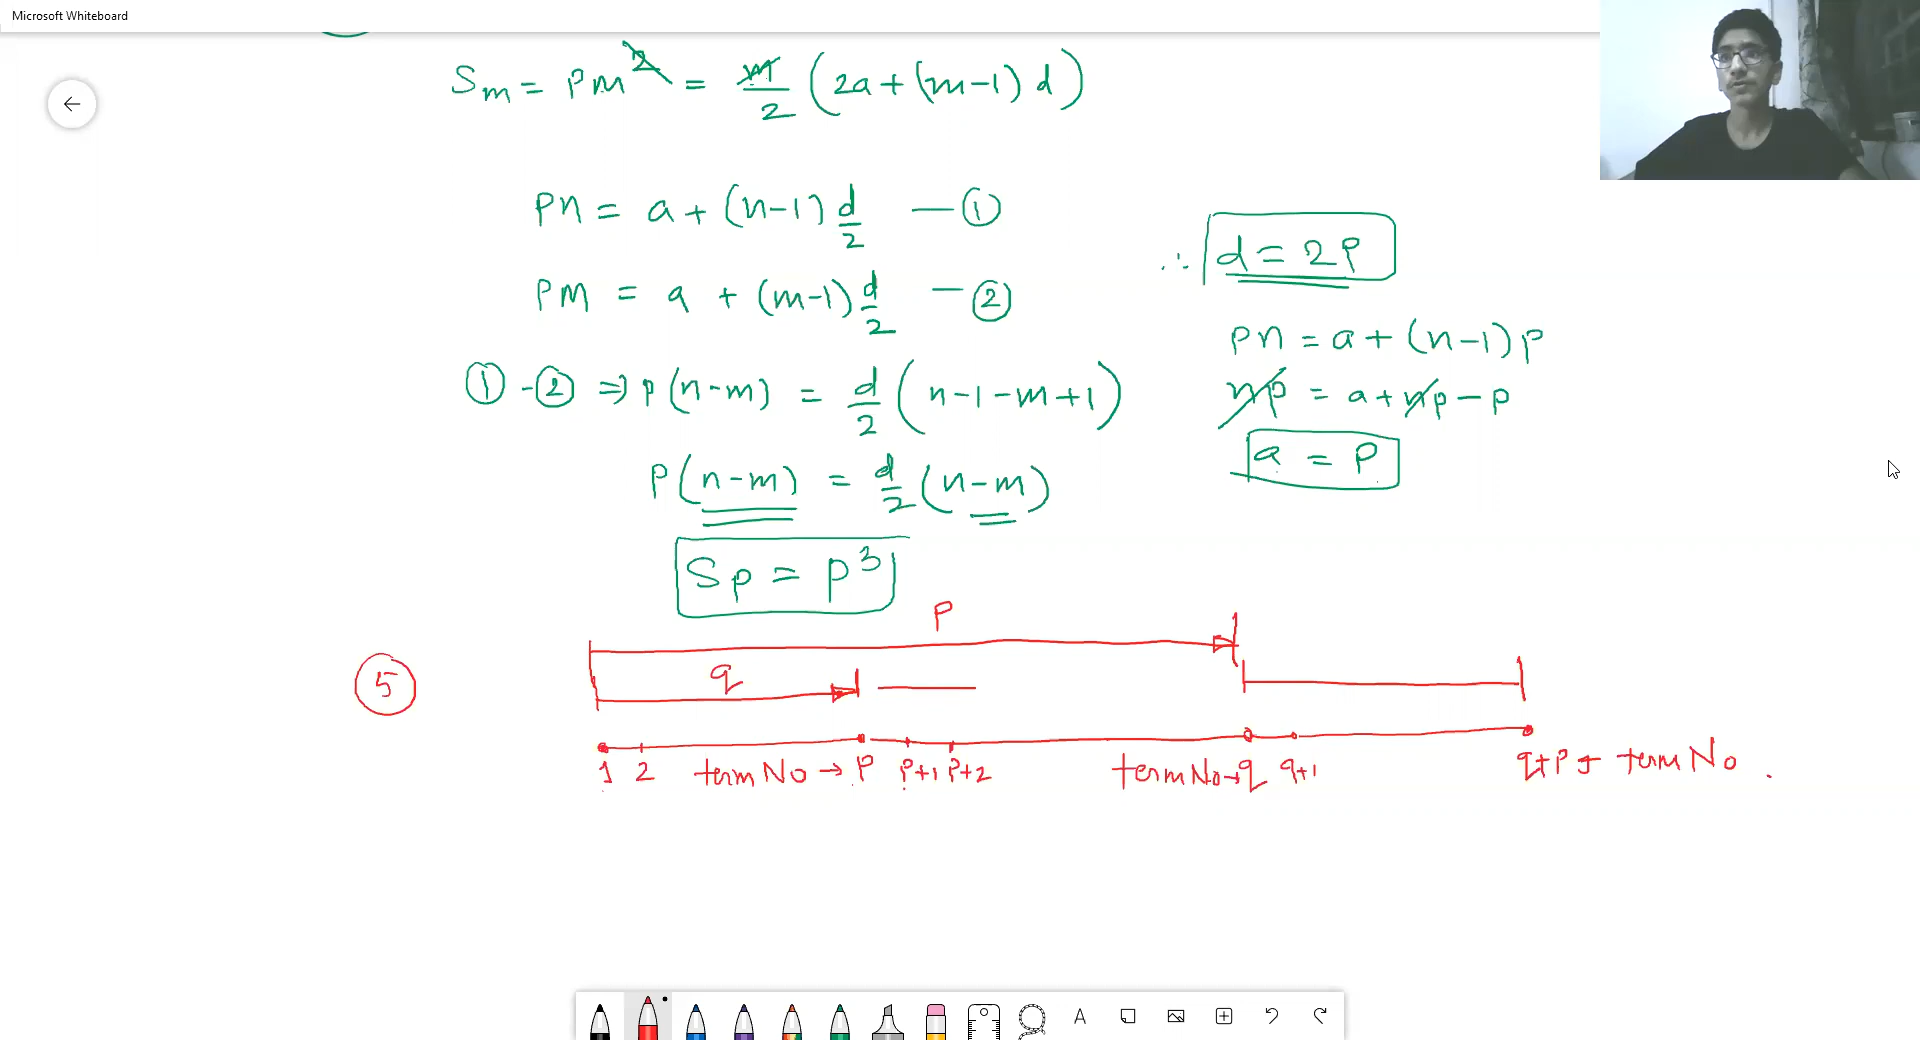 Microsoft Whiteboard
Sm = pm² = m/2 (2a + (m-1) d)
pn = a + (n-1) d/2 — ①
pm = a + (m-1) d/2 — ②
① - ② ⇒ p(n-m) = d/2 (n-1-m+1)
p(n-m) = d/2 (n-m)
∴ d = 2p
pn = a + (n-1)p
np = a + np - p
a = p
Sp = p³
⑤
p
q
1 2 term No → p p+1 p+2 term No → q q+1 q+p term No.
A